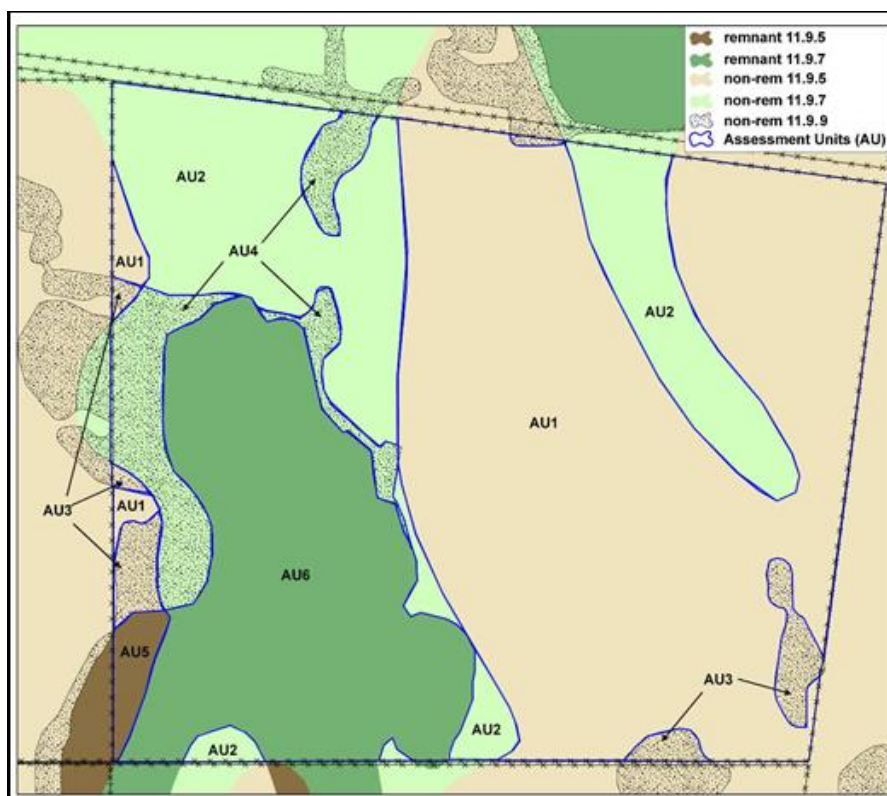 remnant 11.9.5
remnant 11.9.7
non-rem 11.9.5
non-rem 11.9.7
non-rem 11.9.9
Assessment Units (AU)
AU2
AU1
AU4
AU2
AU1
AU3
AU1
AU6
AU5
AU3
AU2
AU2